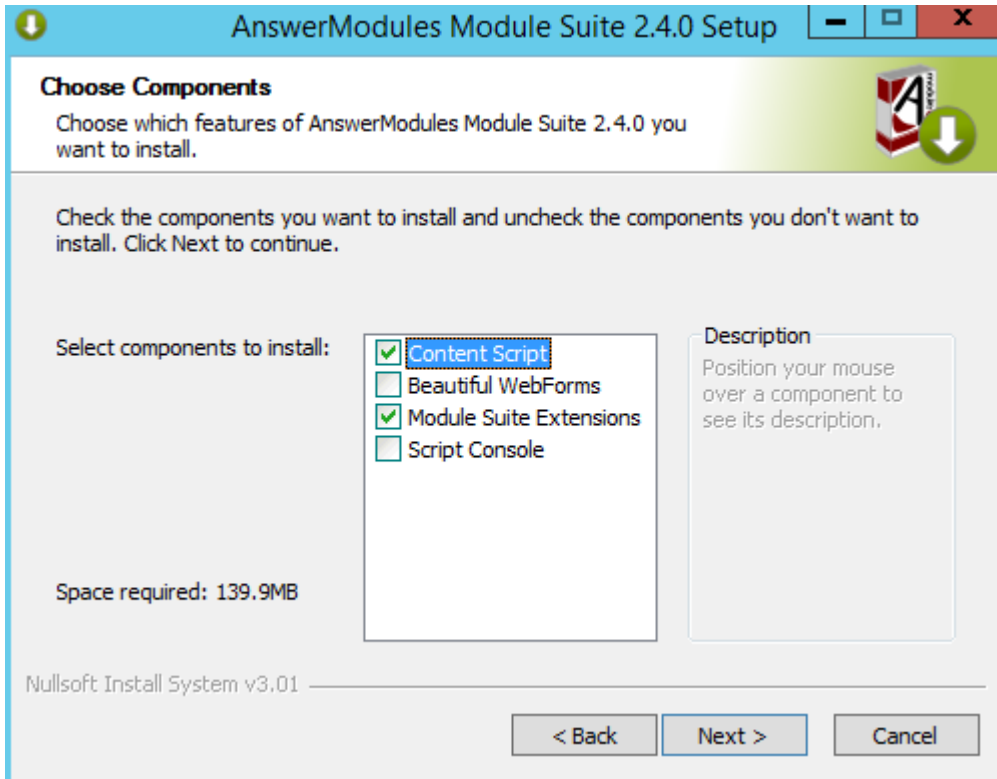 AnswerModules Module Suite 2.4.0 Setup
Choose Components
Choose which features of AnswerModules Module Suite 2.4.0 you
want to install.
A
modules
Check the components you want to install and uncheck the components you don't want to
install. Click Next to continue.
Select components to install:
Content Script
Beautiful WebForms
Module Suite Extensions
Script Console
Description
Position your mouse
over a component to
see its description.
Space required: 139.9MB
Nullsoft Install System v3.01
< Back
Next >
Cancel